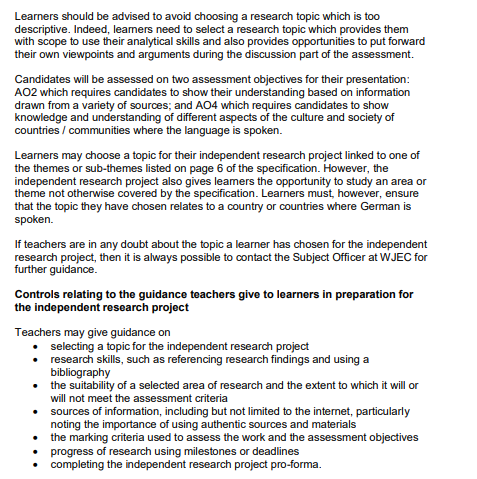 Learners should be advised to avoid choosing a research topic which is too
descriptive. Indeed, learners need to select a research topic which provides them
with scope to use their analytical skills and also provides opportunities to put forward
their own viewpoints and arguments during the discussion part of the assessment.
Candidates will be assessed on two assessment objectives for their presentation:
AO2 which requires candidates to show their understanding based on information
drawn from a variety of sources; and AO4 which requires candidates to show
knowledge and understanding of different aspects of the culture and society of
countries / communities where the language is spoken.
Learners may choose a topic for their independent research project linked to one of
the themes or sub-themes listed on page 6 of the specification. However, the
independent research project also gives learners the opportunity to study an area or
theme not otherwise covered by the specification. Learners must, however, ensure
that the topic they have chosen relates to a country or countries where German is
spoken.
If teachers are in any doubt about the topic a learner has chosen for the independent
research project, then it is always possible to contact the Subject Officer at WJEC for
further guidance.
Controls relating to the guidance teachers give to learners in preparation for
the independent research project
Teachers may give guidance on
• selecting a topic for the independent research project
• research skills, such as referencing research findings and using a
bibliography
• the suitability of a selected area of research and the extent to which it will or
will not meet the assessment criteria
• sources of information, including but not limited to the internet, particularly
noting the importance of using authentic sources and materials
• the marking criteria used to assess the work and the assessment objectives
• progress of research using milestones or deadlines
• completing the independent research project pro-forma.